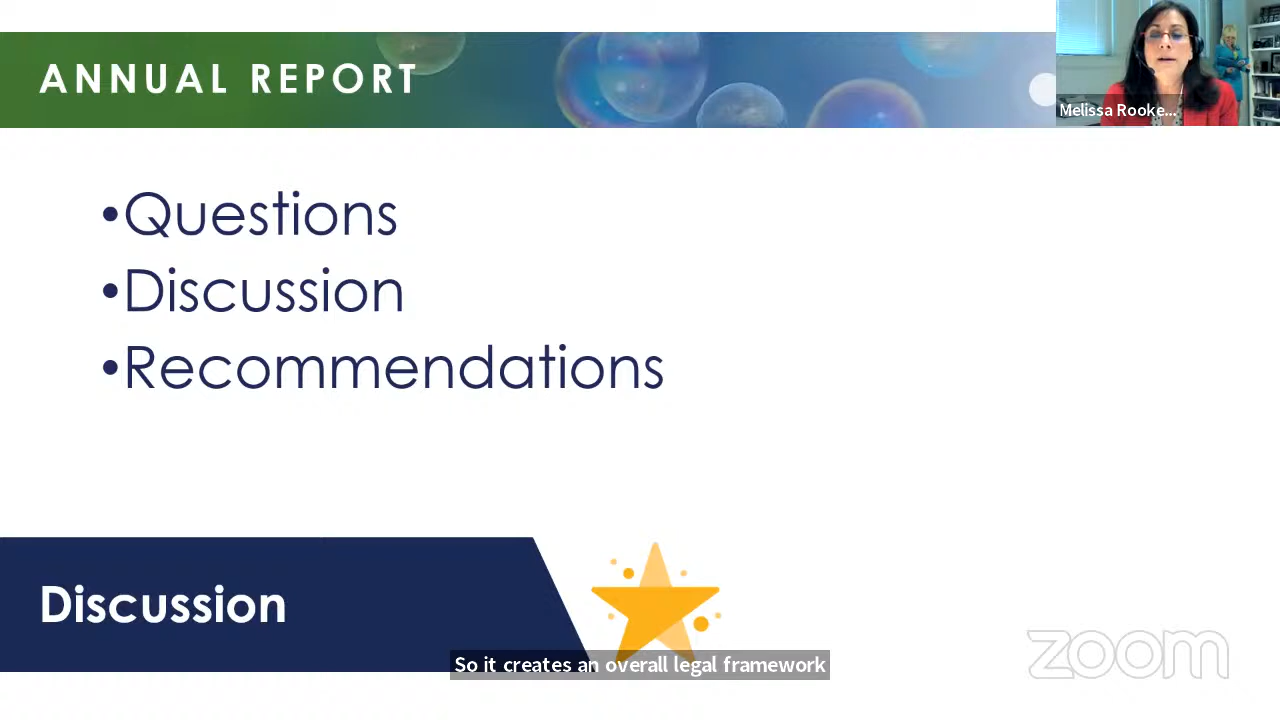 ANNUAL REPORT
Melissa Rooke...
•Questions
•Discussion
•Recommendations
Discussion
So it creates an overall legal framework
zoom